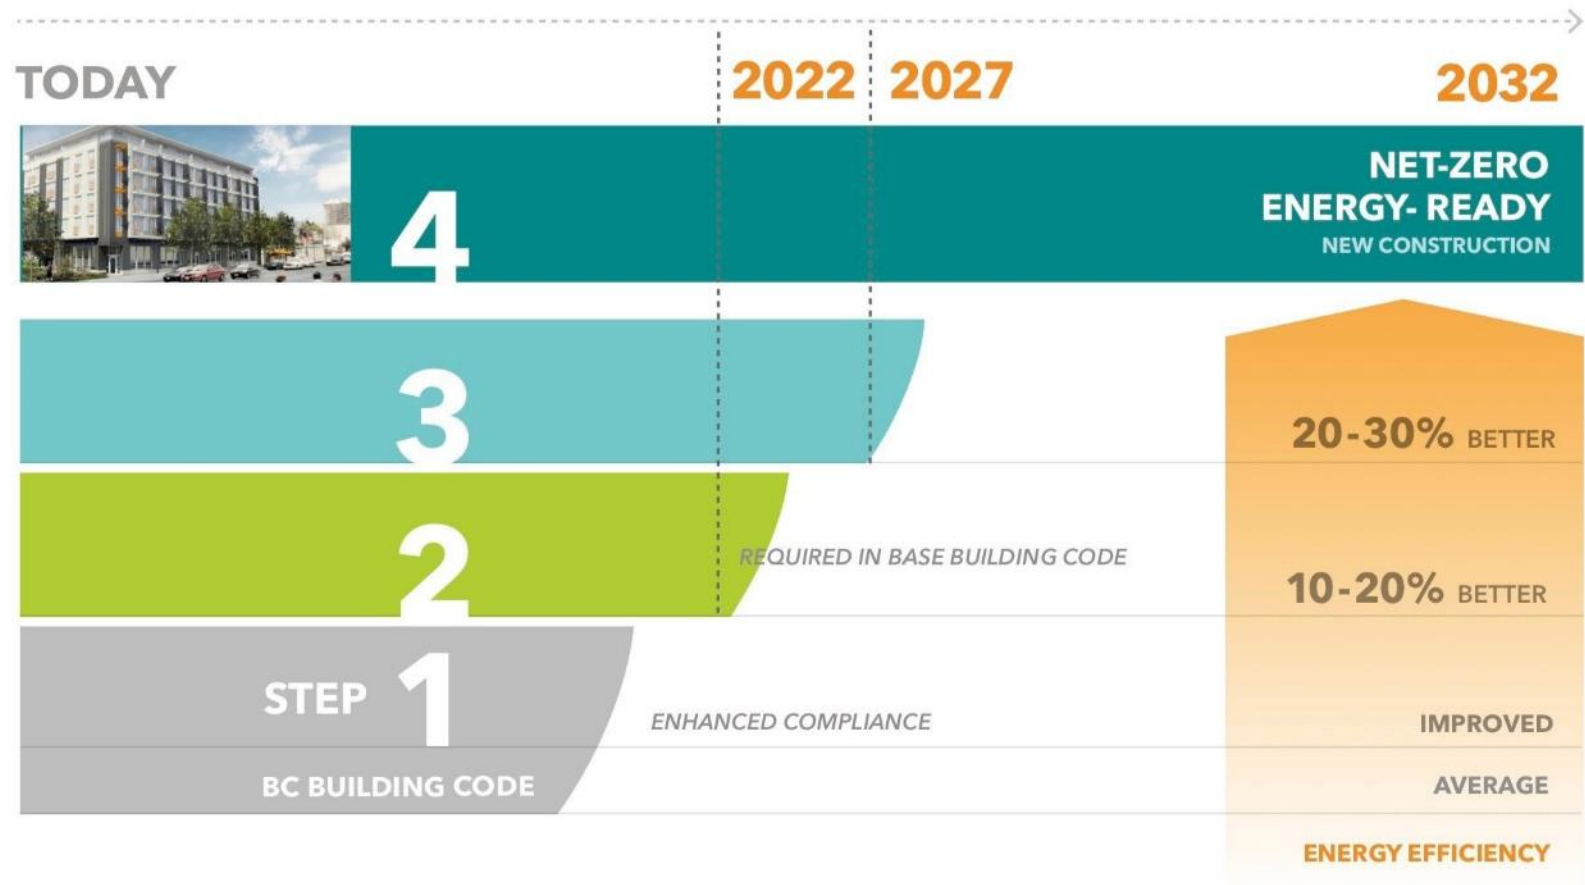 TODAY
2022
2027
2032
4
NET-ZERO
ENERGY- READY
NEW CONSTRUCTION
3
20-30% BETTER
2
REQUIRED IN BASE BUILDING CODE
10-20% BETTER
STEP 1
ENHANCED COMPLIANCE
IMPROVED
BC BUILDING CODE
AVERAGE
ENERGY EFFICIENCY